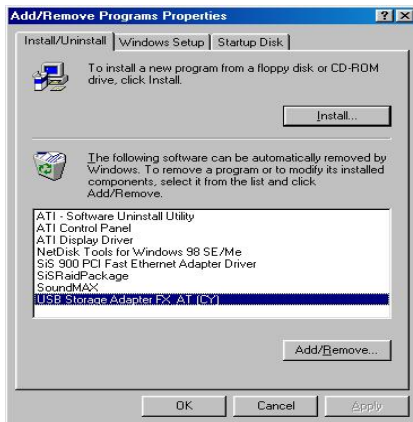 Add/Remove Programs Properties
Install/Uninstall
Windows Setup
Startup Disk
To install a new program from a floppy disk or CD-ROM
drive, click Install.
Install...
The following software can be automatically removed by
Windows. To remove a program or to modify its installed
components, select it from the list and click
Add/Remove.
ATI - Software Uninstall Utility
ATI Control Panel
ATI Display Driver
NetDisk Tools for Windows 98 SE/Me
SiS 900 PCI Fast Ethernet Adapter Driver
SiSRaidPackage
SoundMAX
USB Storage Adapter FX AT (CY)
Add/Remove...
OK
Cancel
Apply